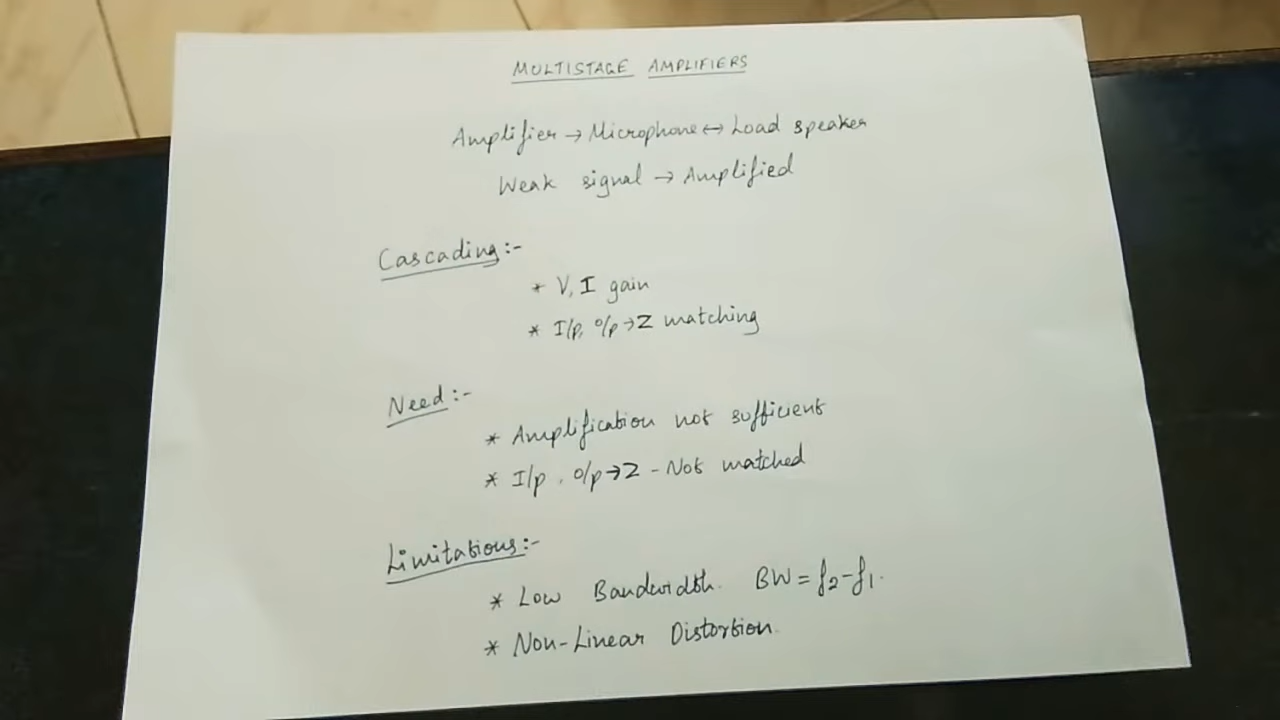 MULTISTAGE AMPLIFIERS
Amplifier → Microphone ↔ Load speaker
Weak signal → Amplified
Cascading :-
* V, I gain
* I/p, o/p → Z matching
Need :-
* Amplification not sufficient
* I/p, o/p → Z - Not matched
Limitations :-
* Low Bandwidth. BW = f2 - f1.
* Non-Linear Distortion.